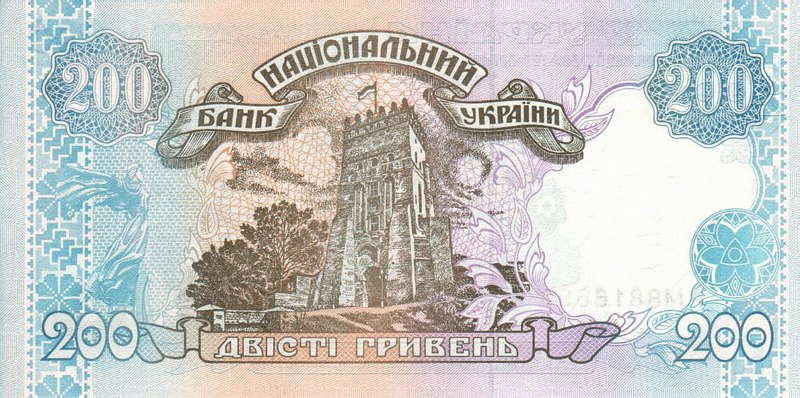 НАЦІОНАЛЬНИЙ
БАНК УКРАЇНИ
200 200
200 ДВІСТІ ГРИВЕНЬ 200